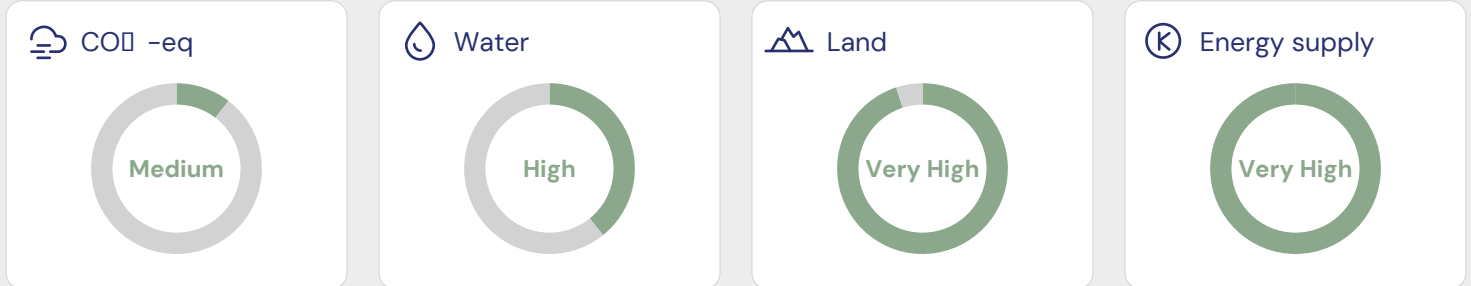 CO▯ -eq
Water
Land
Energy supply
Medium
High
Very High
Very High